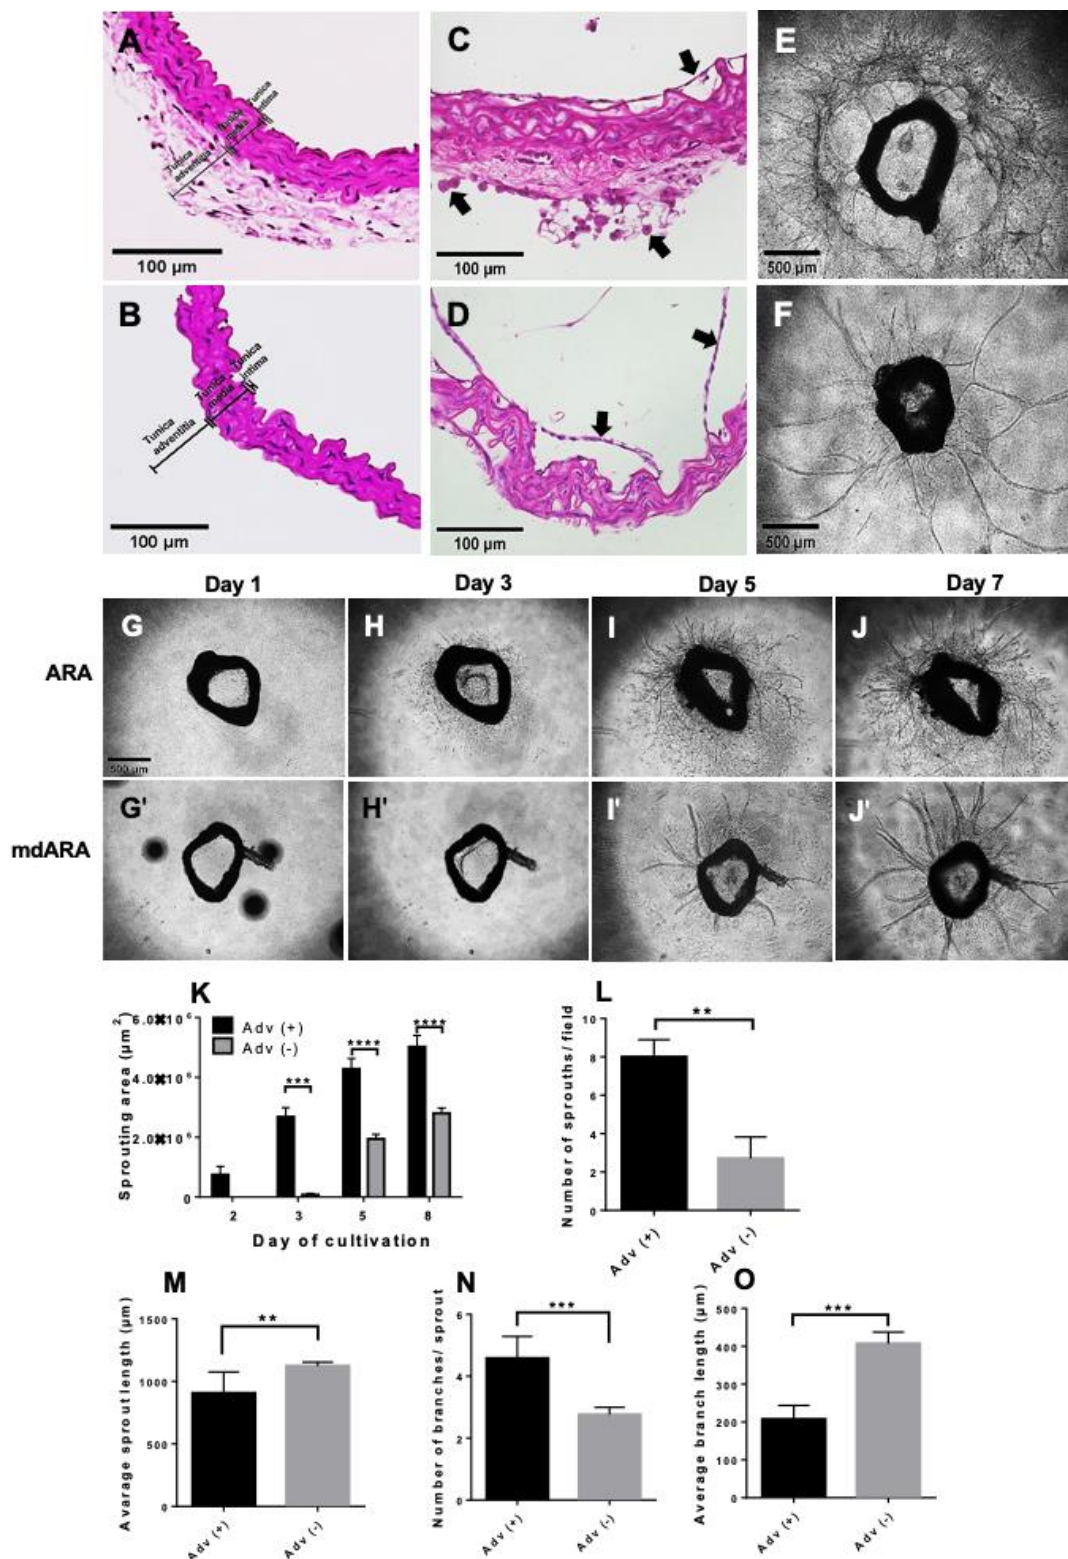 A
Tunica
intima
Tunica
media
Tunica
adventitia
100 µm
C
100 µm
E
500 µm
B
Tunica
intima
Tunica
media
Tunica
adventitia
100 µm
D
100 µm
F
500 µm
Day 1 Day 3 Day 5 Day 7
ARA
G H I J
500 µm
mdARA
G' H' I' J'
K
Sprouting area (µm²)
6.0✖10⁶
4.0✖10⁶
2.0✖10⁶
0
Adv (+)
Adv (-)
*** **** ****
2 3 5 8
Day of cultivation
L
Number of sprouths/field
10
8
6
4
2
0
**
Adv (+) Adv (-)
M
Avarage sprout length (µm)
1500
1000
500
0
**
Adv (+) Adv (-)
N
Number of branches/ sprout
6
4
2
0
***
Adv (+) Adv (-)
O
Average branch length (µm)
500
400
300
200
100
0
***
Adv (+) Adv (-)